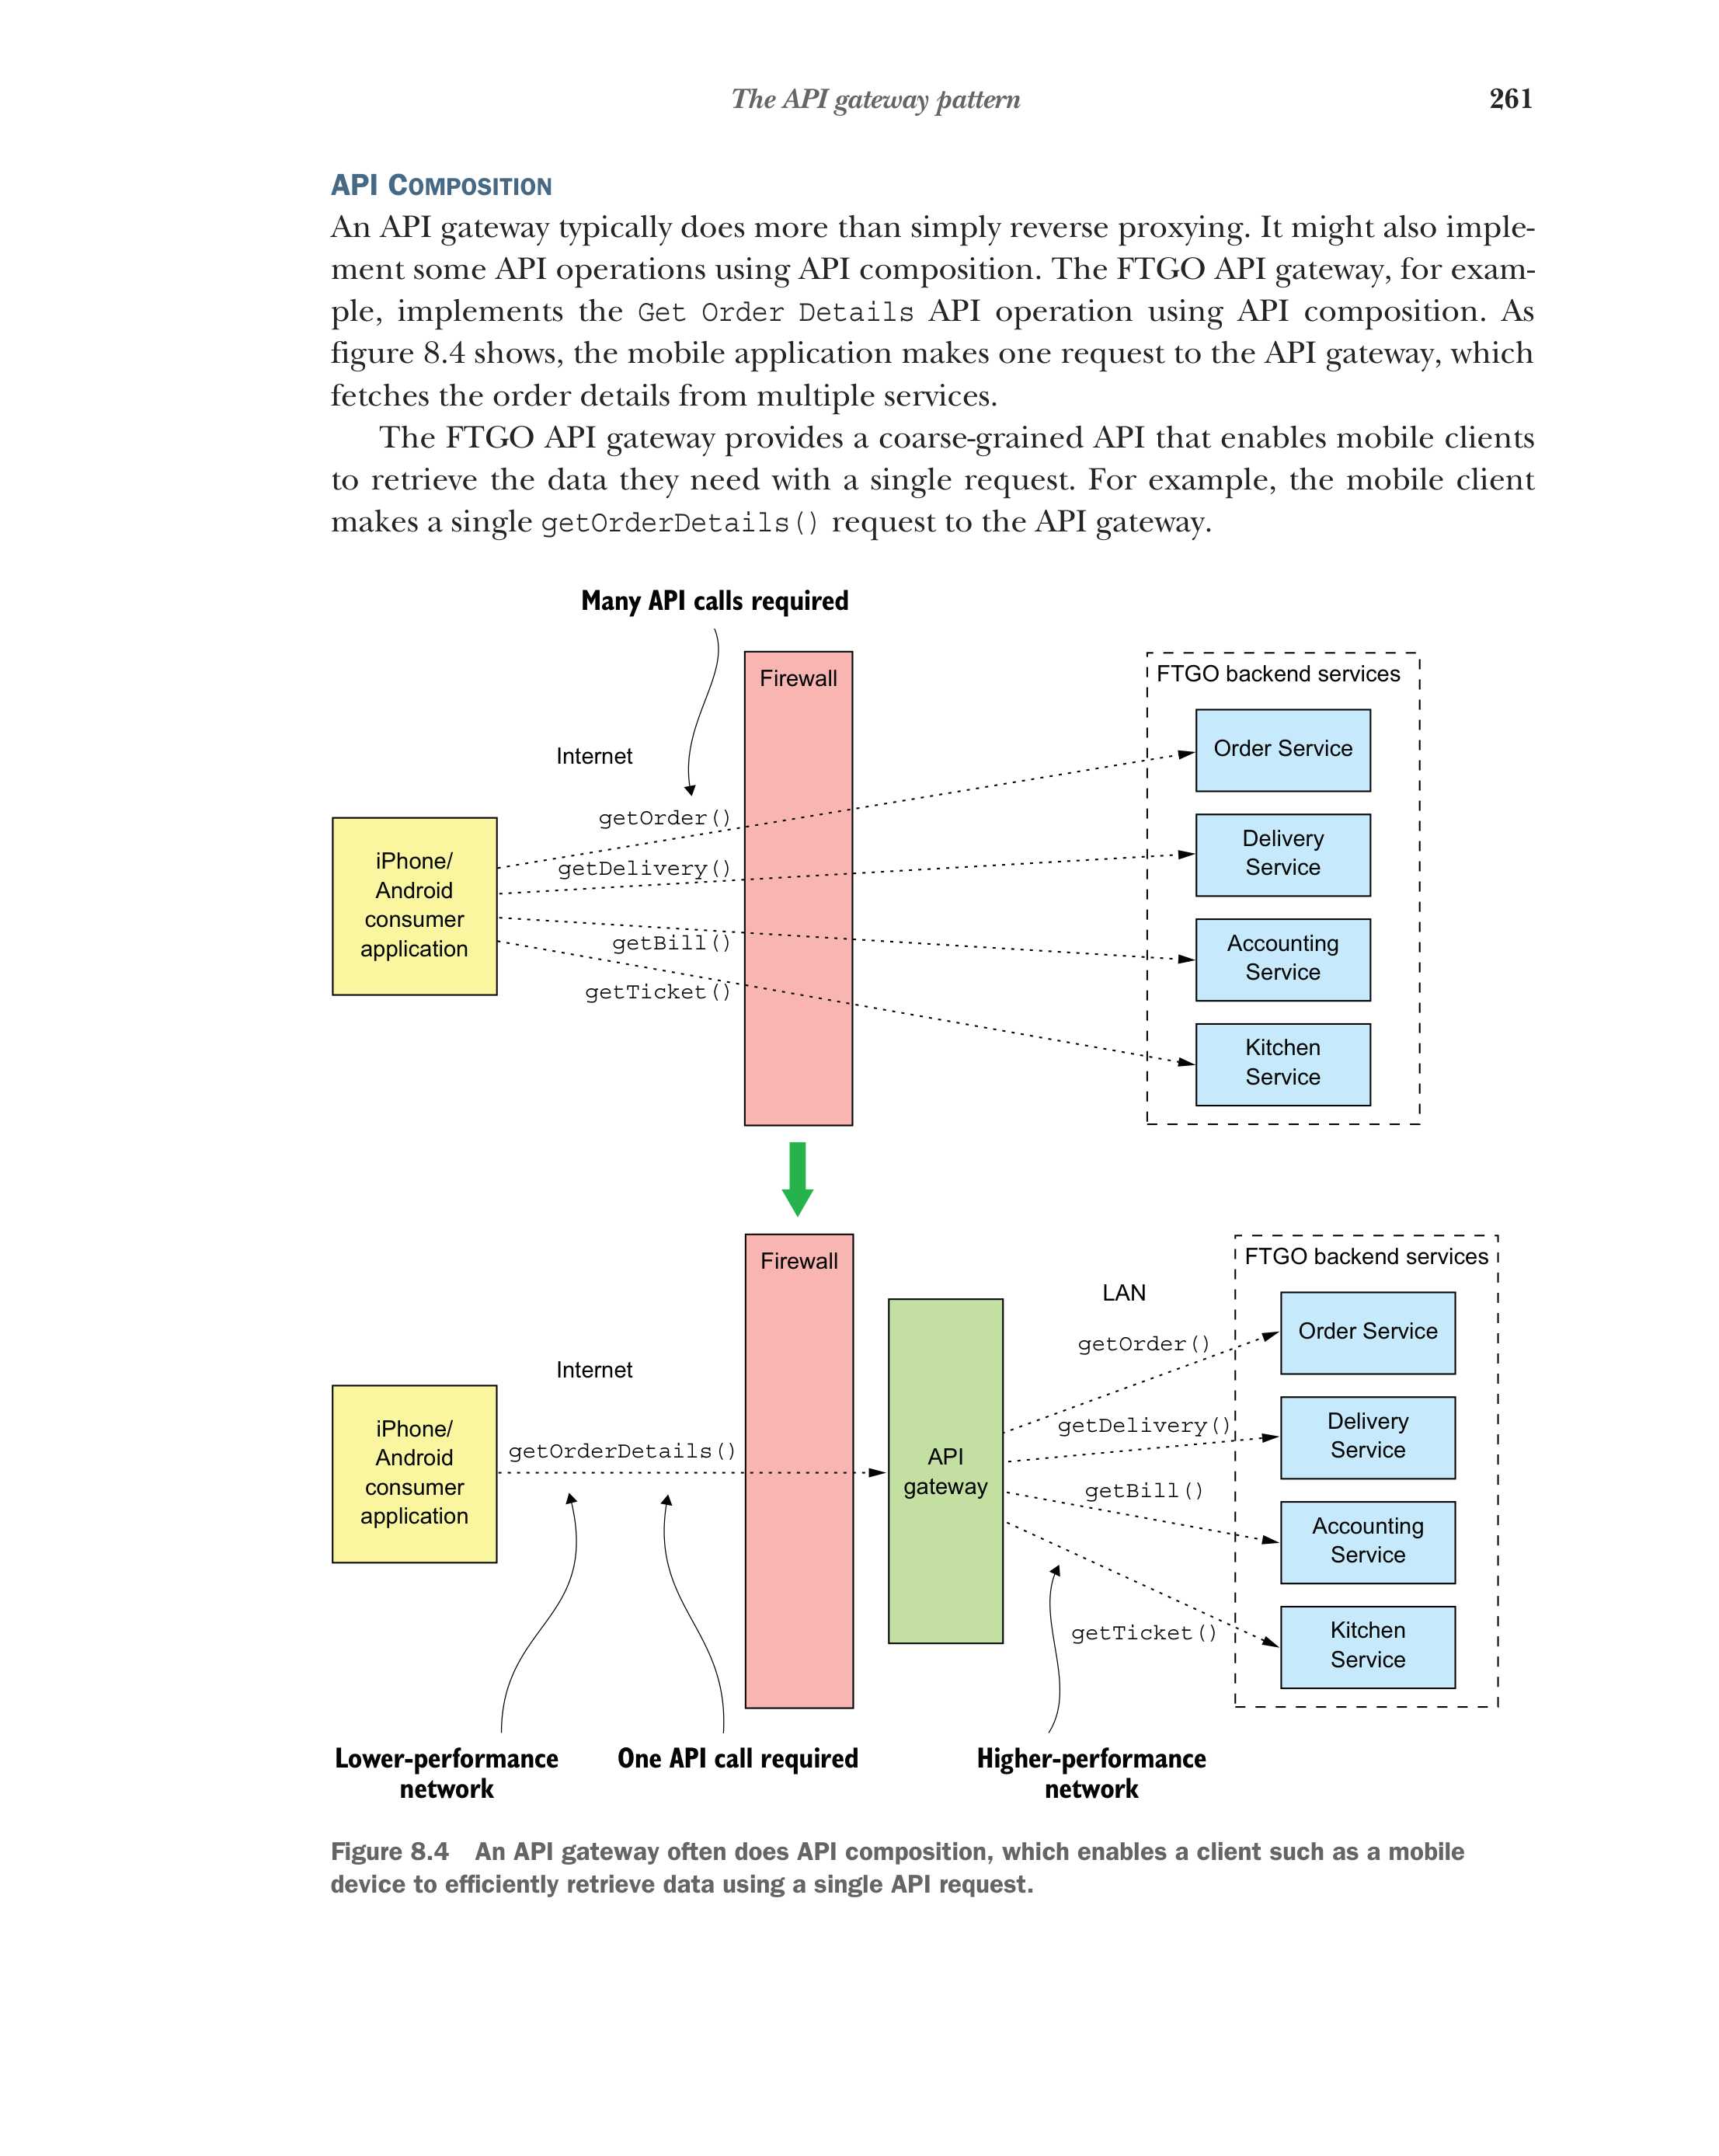 The API gateway pattern 261
API COMPOSITION
An API gateway typically does more than simply reverse proxying. It might also imple-
ment some API operations using API composition. The FTGO API gateway, for exam-
ple, implements the Get Order Details API operation using API composition. As
figure 8.4 shows, the mobile application makes one request to the API gateway, which
fetches the order details from multiple services.
The FTGO API gateway provides a coarse-grained API that enables mobile clients
to retrieve the data they need with a single request. For example, the mobile client
makes a single getOrderDetails() request to the API gateway.
Many API calls required
Firewall
FTGO backend services
Internet
Order Service
getOrder()
getDelivery()
getBill()
getTicket()
iPhone/
Android
consumer
application
Delivery
Service
Accounting
Service
Kitchen
Service
Firewall
FTGO backend services
LAN
Internet
iPhone/
Android
consumer
application
getOrderDetails()
API
gateway
getOrder()
getDelivery()
getBill()
getTicket()
Order Service
Delivery
Service
Accounting
Service
Kitchen
Service
Lower-performance
network
One API call required
Higher-performance
network
Figure 8.4 An API gateway often does API composition, which enables a client such as a mobile
device to efficiently retrieve data using a single API request.